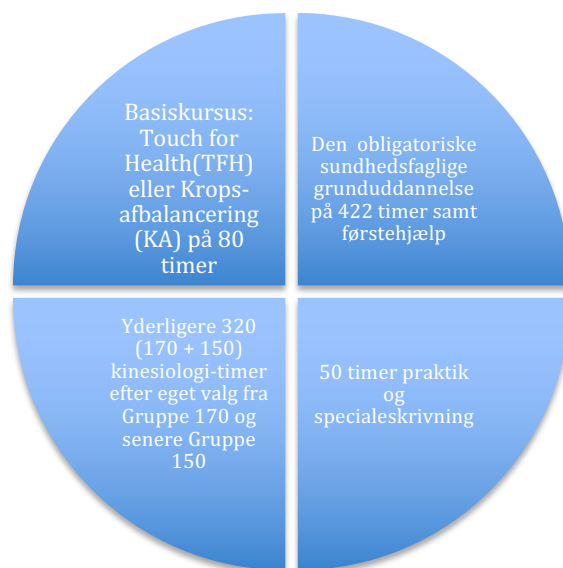 Basiskursus:
Touch for
Health(TFH)
eller Krops-
afbalancering
(KA) på 80
timer
Den obligatoriske
sundhedsfaglige
grunduddannelse
på 422 timer samt
førstehjælp
Yderligere 320
(170 + 150)
kinesiologi-timer
efter eget valg fra
Gruppe 170 og
senere Gruppe
150
50 timer praktik
og
specialeskrivning